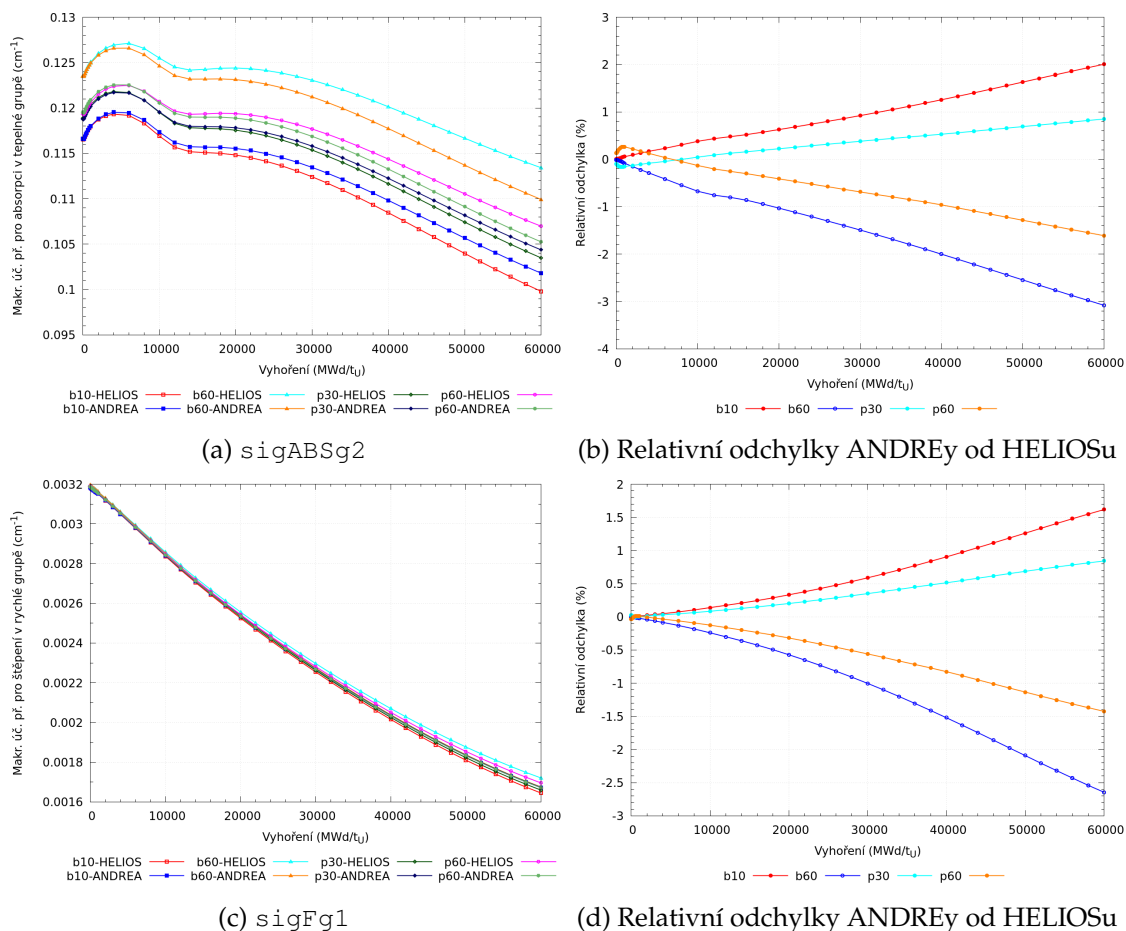 0.13
0.125
0.12
0.115
0.11
0.105
0.1
0.095
Makr. úč. př. pro absorpci v tepelné grupě (cm⁻¹)
0 10000 20000 30000 40000 50000 60000
Vyhoření (MWd/t_U)
b10-HELIOS b60-HELIOS p30-HELIOS p60-HELIOS
b10-ANDREA b60-ANDREA p30-ANDREA p60-ANDREA
(a) sigABSg2
3
2
1
0
-1
-2
-3
-4
Relativní odchylka (%)
0 10000 20000 30000 40000 50000 60000
Vyhoření (MWd/t_U)
b10 b60 p30 p60
(b) Relativní odchylky ANDREy od HELIOSu
0.0032
0.003
0.0028
0.0026
0.0024
0.0022
0.002
0.0018
0.0016
Makr. úč. př. pro štěpení v rychlé grupě (cm⁻¹)
0 10000 20000 30000 40000 50000 60000
Vyhoření (MWd/t_U)
b10-HELIOS b60-HELIOS p30-HELIOS p60-HELIOS
b10-ANDREA b60-ANDREA p30-ANDREA p60-ANDREA
(c) sigFg1
2
1.5
1
0.5
0
-0.5
-1
-1.5
-2
-2.5
-3
Relativní odchylka (%)
0 10000 20000 30000 40000 50000 60000
Vyhoření (MWd/t_U)
b10 b60 p30 p60
(d) Relativní odchylky ANDREy od HELIOSu